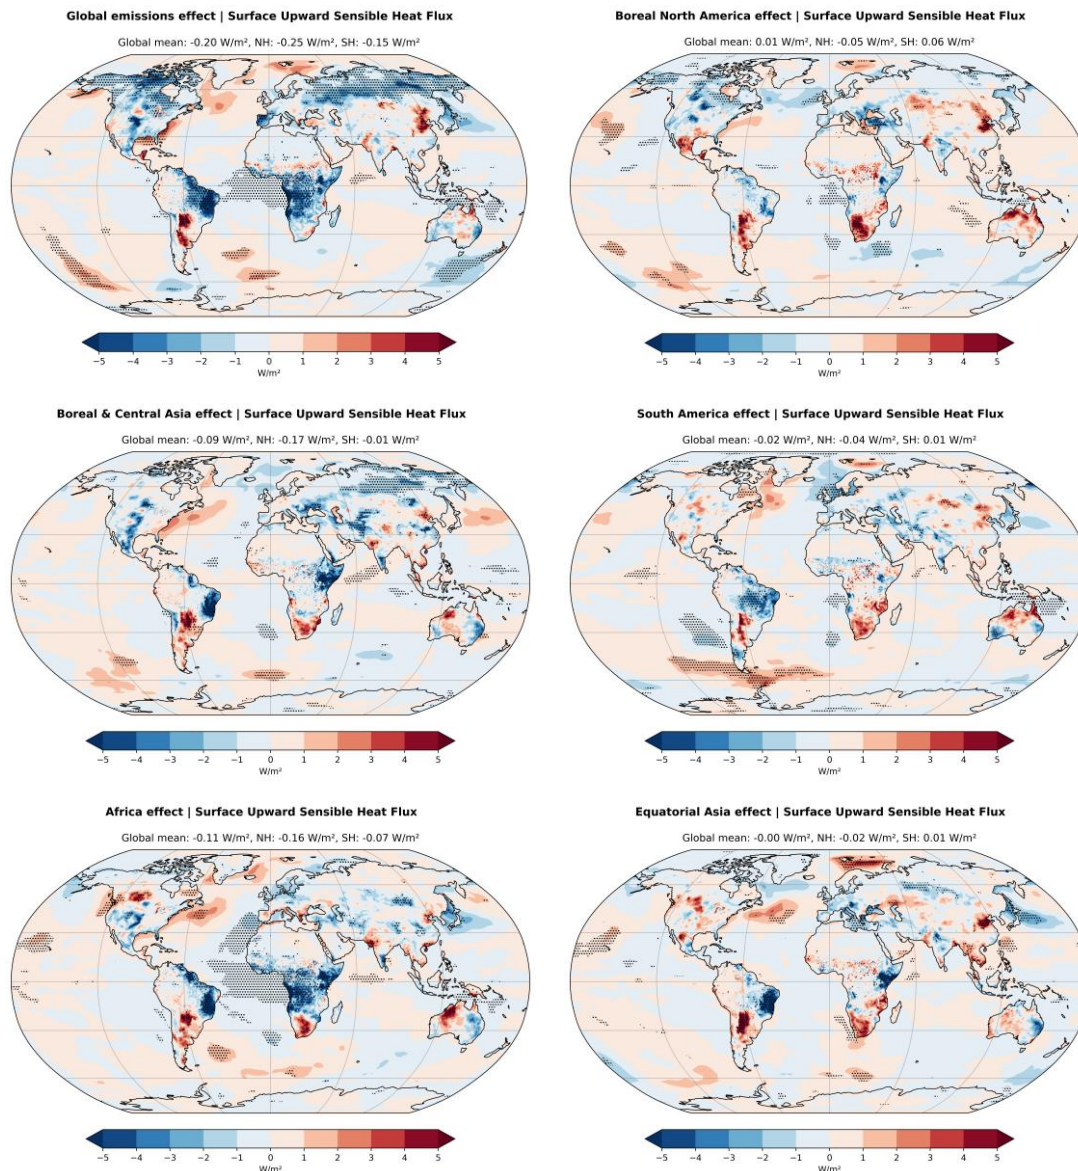 Global emissions effect | Surface Upward Sensible Heat Flux
Global mean: -0.20 W/m², NH: -0.25 W/m², SH: -0.15 W/m²
−5 −4 −3 −2 −1 0 1 2 3 4 5
W/m²
Boreal North America effect | Surface Upward Sensible Heat Flux
Global mean: 0.01 W/m², NH: -0.05 W/m², SH: 0.06 W/m²
−5 −4 −3 −2 −1 0 1 2 3 4 5
W/m²
Boreal & Central Asia effect | Surface Upward Sensible Heat Flux
Global mean: -0.09 W/m², NH: -0.17 W/m², SH: -0.01 W/m²
−5 −4 −3 −2 −1 0 1 2 3 4 5
W/m²
South America effect | Surface Upward Sensible Heat Flux
Global mean: -0.02 W/m², NH: -0.04 W/m², SH: 0.01 W/m²
−5 −4 −3 −2 −1 0 1 2 3 4 5
W/m²
Africa effect | Surface Upward Sensible Heat Flux
Global mean: -0.11 W/m², NH: -0.16 W/m², SH: -0.07 W/m²
−5 −4 −3 −2 −1 0 1 2 3 4 5
W/m²
Equatorial Asia effect | Surface Upward Sensible Heat Flux
Global mean: -0.00 W/m², NH: -0.02 W/m², SH: 0.01 W/m²
−5 −4 −3 −2 −1 0 1 2 3 4 5
W/m²